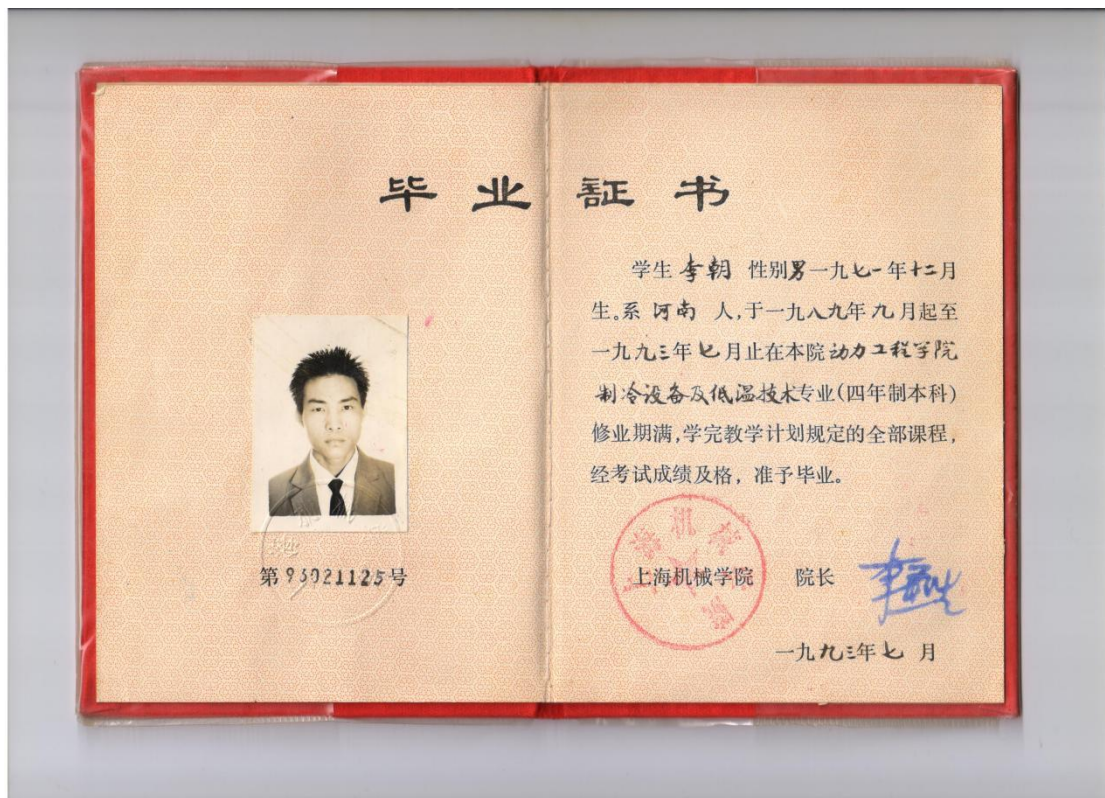 毕业証书
学生 李朝 性别男一九七一年十二月
生。系 河南 人,于一九八九年九月起至
一九九三年七月止在本院动力工程学院
制冷设备及低温技术专业(四年制本科)
修业期满,学完教学计划规定的全部课程,
经考试成绩及格,准予毕业。
上海机械学院
上海机械学院 院长
一九九三年七月
第93021125号